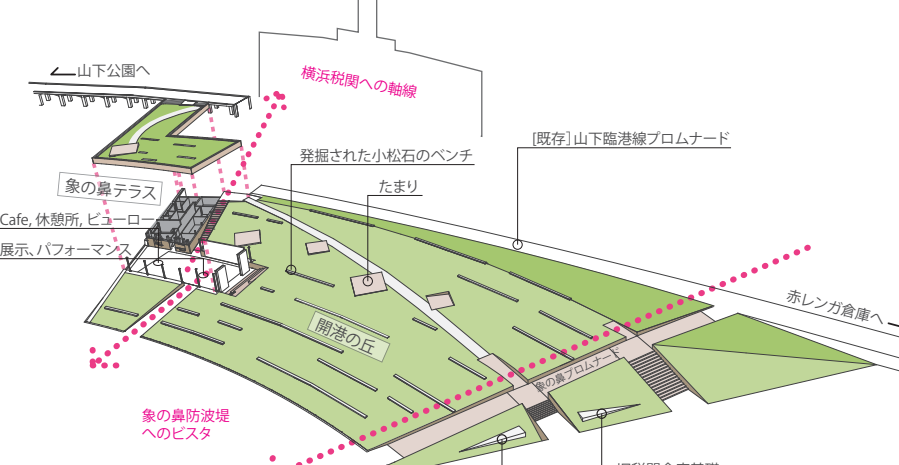 山下公園へ
横浜税関への軸線
[既存]山下臨港線プロムナード
発掘された小松石のベンチ
たまり
象の鼻テラス
Cafe, 休憩所, ビューロー
展示、パフォーマンス
赤レンガ倉庫へ
開港の丘
象の鼻プロムナード
象の鼻防波堤
へのビスタ